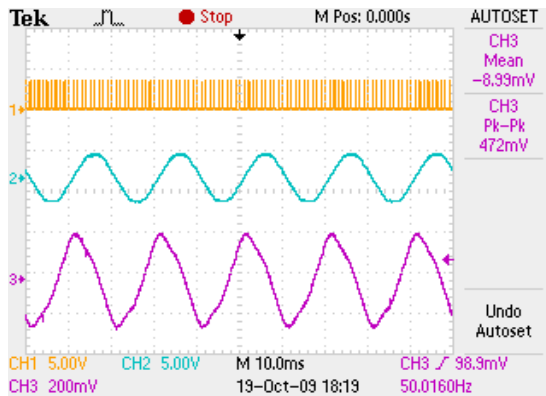 Tek Stop M Pos: 0.000s AUTOSET
CH3
Mean
-8.99mV
CH3
Pk-Pk
472mV
1
2
3
Undo
Autoset
CH1 5.00V CH2 5.00V M 10.0ms CH3 / 98.9mV
CH3 200mV 19-Oct-09 18:19 50.0160Hz